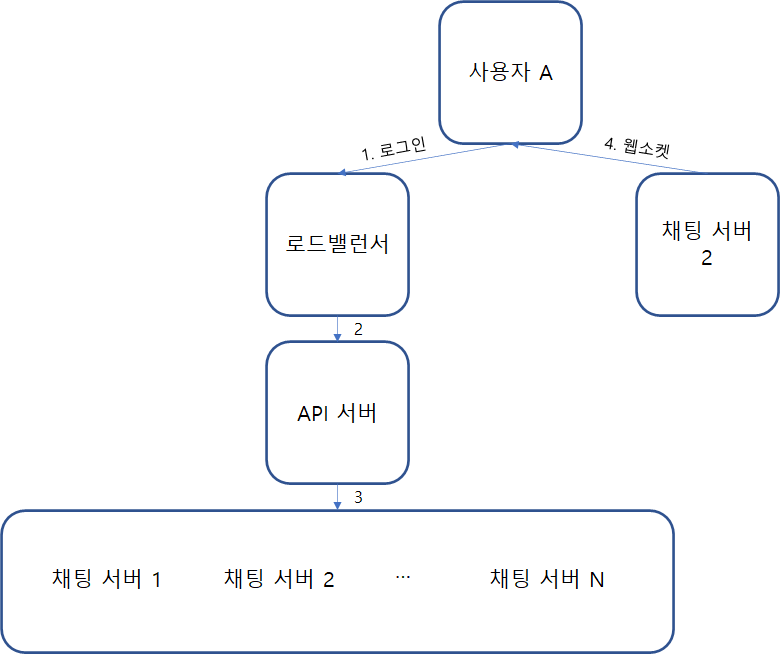 사용자 A
1. 로그인
4. 웹소켓
로드밸런서
채팅 서버
2
2
API 서버
3
채팅 서버 1
채팅 서버 2
...
채팅 서버 N